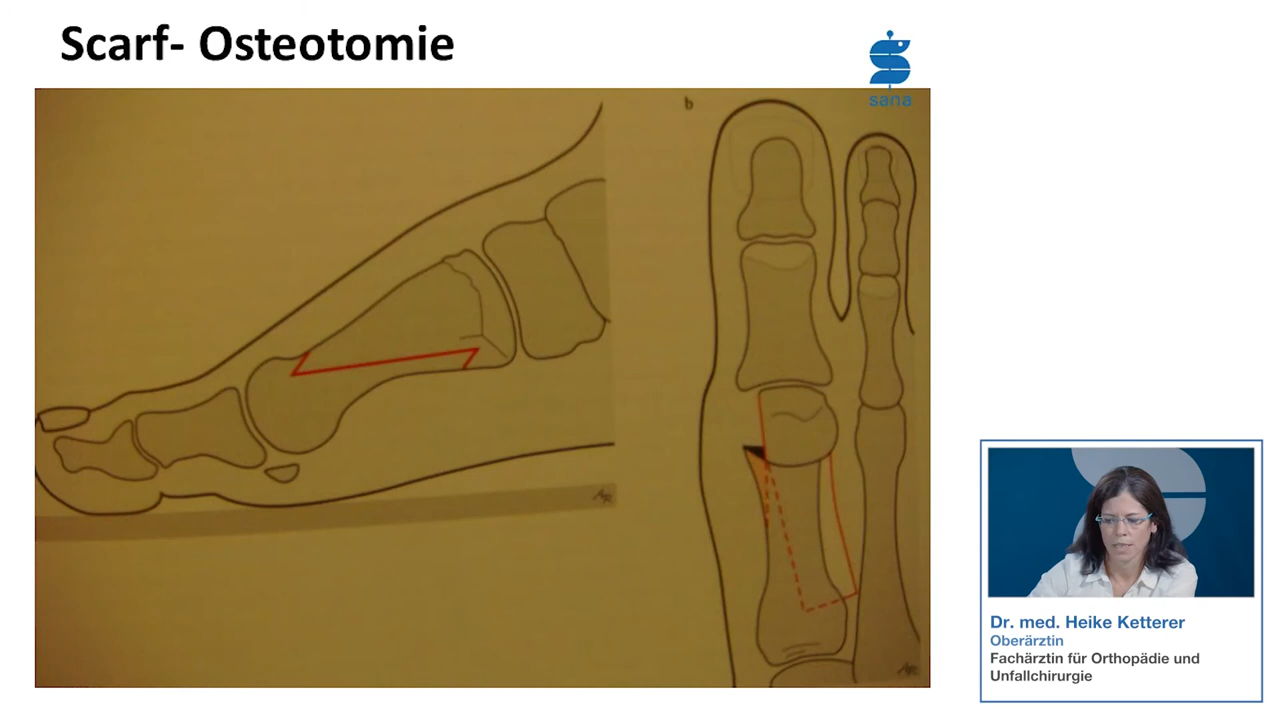 Scarf- Osteotomie
sana
b
Dr. med. Heike Ketterer
Oberärztin
Fachärztin für Orthopädie und
Unfallchirurgie